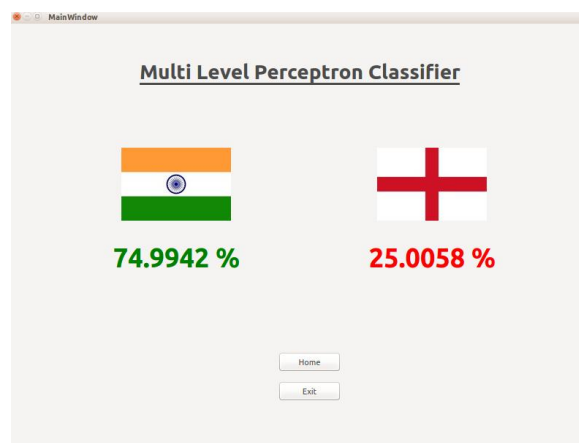 MainWindow
Multi Level Perceptron Classifier
74.9942 % 25.0058 %
Home
Exit